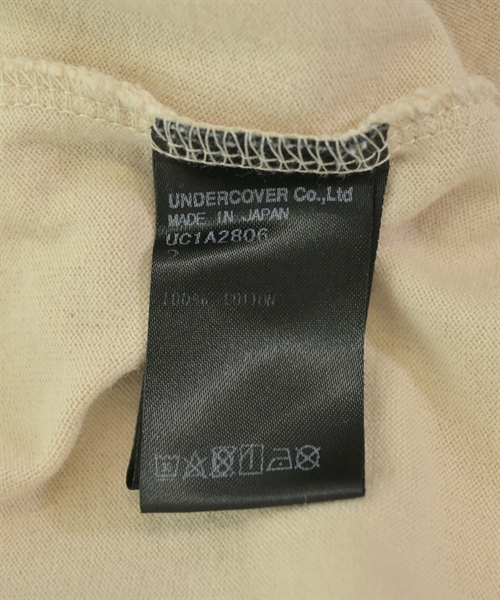 UNDERCOVER Co.,Ltd
MADE IN JAPAN
UC1A2806
2
100% COTTON